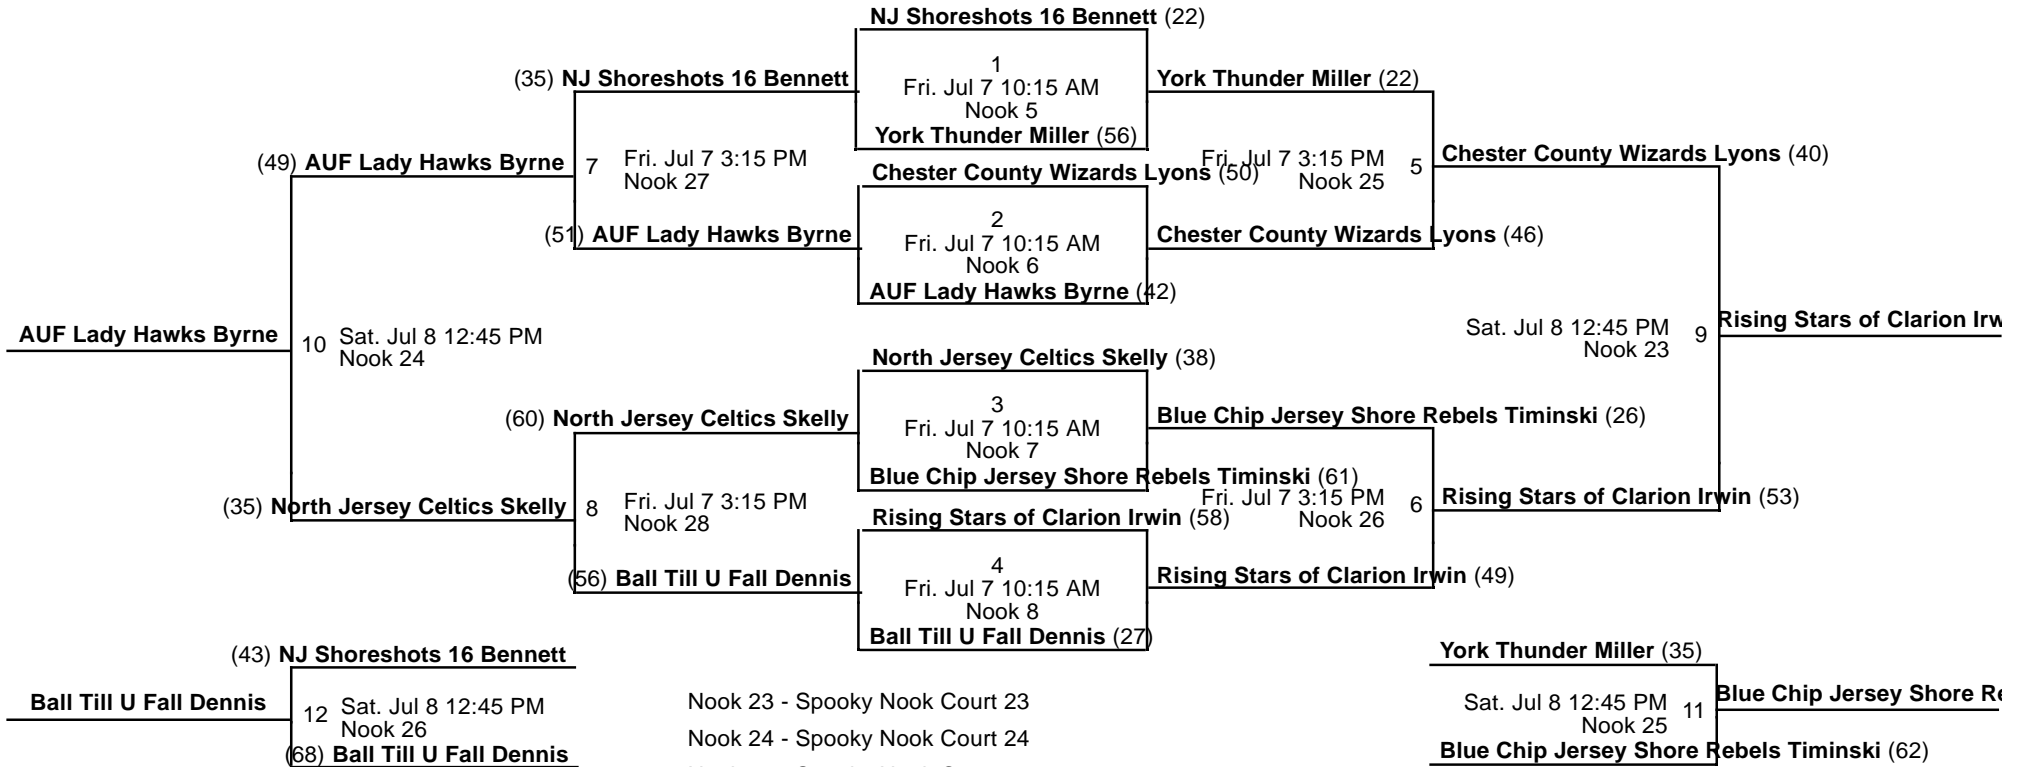 NJ Shoreshots 16 Bennett (22)
1
Fri. Jul 7 10:15 AM
Nook 5
York Thunder Miller (56)
(35) NJ Shoreshots 16 Bennett
York Thunder Miller (22)
(49) AUF Lady Hawks Byrne
7 Fri. Jul 7 3:15 PM
Nook 27
Chester County Wizards Lyons (50)
Fri. Jul 7 3:15 PM 5
Nook 25
Chester County Wizards Lyons (40)
(51) AUF Lady Hawks Byrne
2
Fri. Jul 7 10:15 AM
Nook 6
AUF Lady Hawks Byrne (42)
Chester County Wizards Lyons (46)
AUF Lady Hawks Byrne
10 Sat. Jul 8 12:45 PM
Nook 24
Sat. Jul 8 12:45 PM 9
Nook 23
Rising Stars of Clarion Irw
North Jersey Celtics Skelly (38)
3
Fri. Jul 7 10:15 AM
Nook 7
Blue Chip Jersey Shore Rebels Timinski (61)
(60) North Jersey Celtics Skelly
Blue Chip Jersey Shore Rebels Timinski (26)
(35) North Jersey Celtics Skelly
8 Fri. Jul 7 3:15 PM
Nook 28
Rising Stars of Clarion Irwin (58)
Fri. Jul 7 3:15 PM 6
Nook 26
Rising Stars of Clarion Irwin (53)
(56) Ball Till U Fall Dennis
4
Fri. Jul 7 10:15 AM
Nook 8
Ball Till U Fall Dennis (27)
Rising Stars of Clarion Irwin (49)
(43) NJ Shoreshots 16 Bennett
Ball Till U Fall Dennis
12 Sat. Jul 8 12:45 PM
Nook 26
(68) Ball Till U Fall Dennis
Nook 23 - Spooky Nook Court 23
Nook 24 - Spooky Nook Court 24
York Thunder Miller (35)
Sat. Jul 8 12:45 PM 11
Nook 25
Blue Chip Jersey Shore Re
Blue Chip Jersey Shore Rebels Timinski (62)